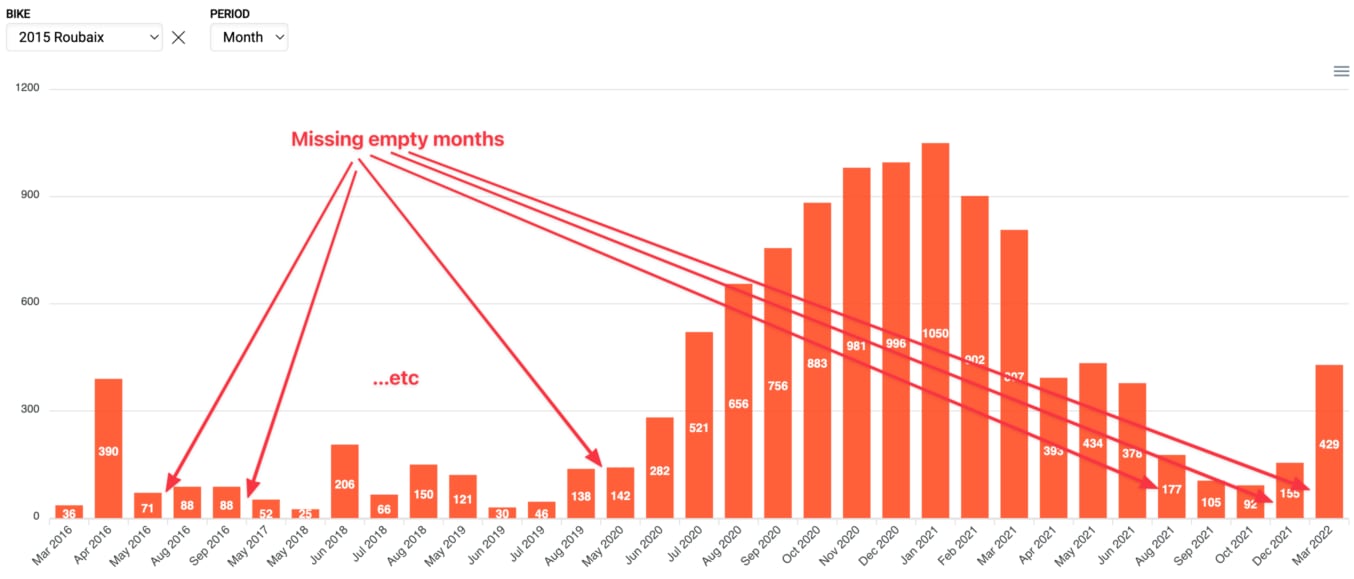 BIKE PERIOD
2015 Roubaix Month
1200
Missing empty months
900
600
...etc
300
0
1050
996
981
902
883
807
756
656
521
434
429
393
390
378
282
206
177
155
150
142
138
121
105
92
88
88
71
66
52
46
36
30
25
Mar 2016
Apr 2016
May 2016
Aug 2016
Sep 2016
May 2017
May 2018
Jun 2018
Jul 2018
Aug 2018
May 2019
Jun 2019
Jul 2019
Aug 2019
May 2020
Jun 2020
Jul 2020
Aug 2020
Sep 2020
Oct 2020
Nov 2020
Dec 2020
Jan 2021
Feb 2021
Mar 2021
Apr 2021
May 2021
Jun 2021
Aug 2021
Sep 2021
Oct 2021
Dec 2021
Mar 2022